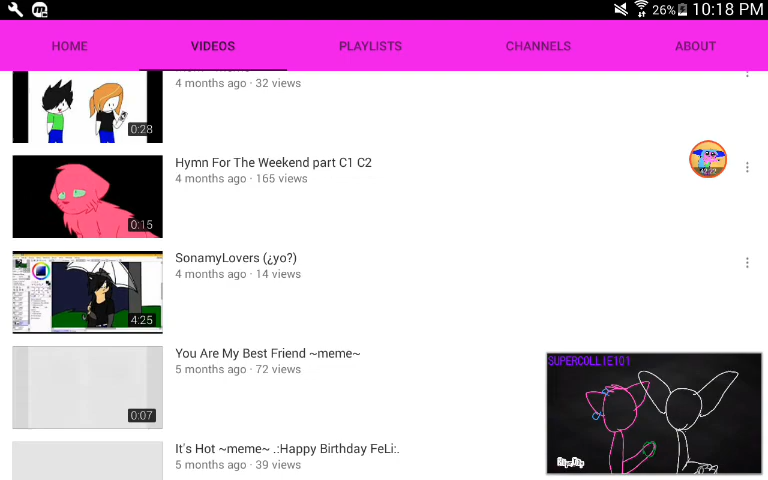 26% 10:18 PM
HOME VIDEOS PLAYLISTS CHANNELS ABOUT
4 months ago · 32 views
0:28
Hymn For The Weekend part C1 C2
4 months ago · 165 views
0:15
SonamyLovers (¿yo?)
4 months ago · 14 views
4:25
You Are My Best Friend ~meme~
5 months ago · 72 views
0:07
SUPERCOLLIE101
It's Hot ~meme~ .:Happy Birthday FeLi:.
5 months ago · 39 views